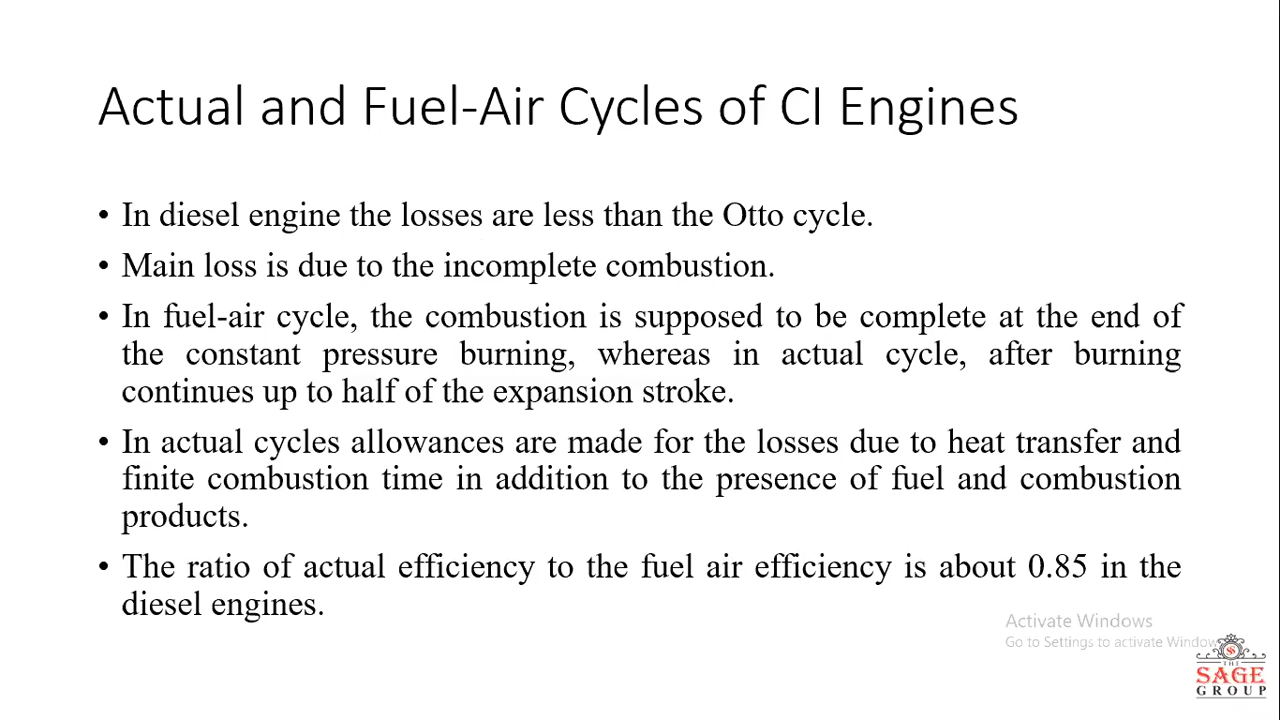 Actual and Fuel-Air Cycles of CI Engines
• In diesel engine the losses are less than the Otto cycle.
• Main loss is due to the incomplete combustion.
• In fuel-air cycle, the combustion is supposed to be complete at the end of
the constant pressure burning, whereas in actual cycle, after burning
continues up to half of the expansion stroke.
• In actual cycles allowances are made for the losses due to heat transfer and
finite combustion time in addition to the presence of fuel and combustion
products.
• The ratio of actual efficiency to the fuel air efficiency is about 0.85 in the
diesel engines.
Activate Windows
Go to Settings to activate Window
THE
SAGE
GROUP